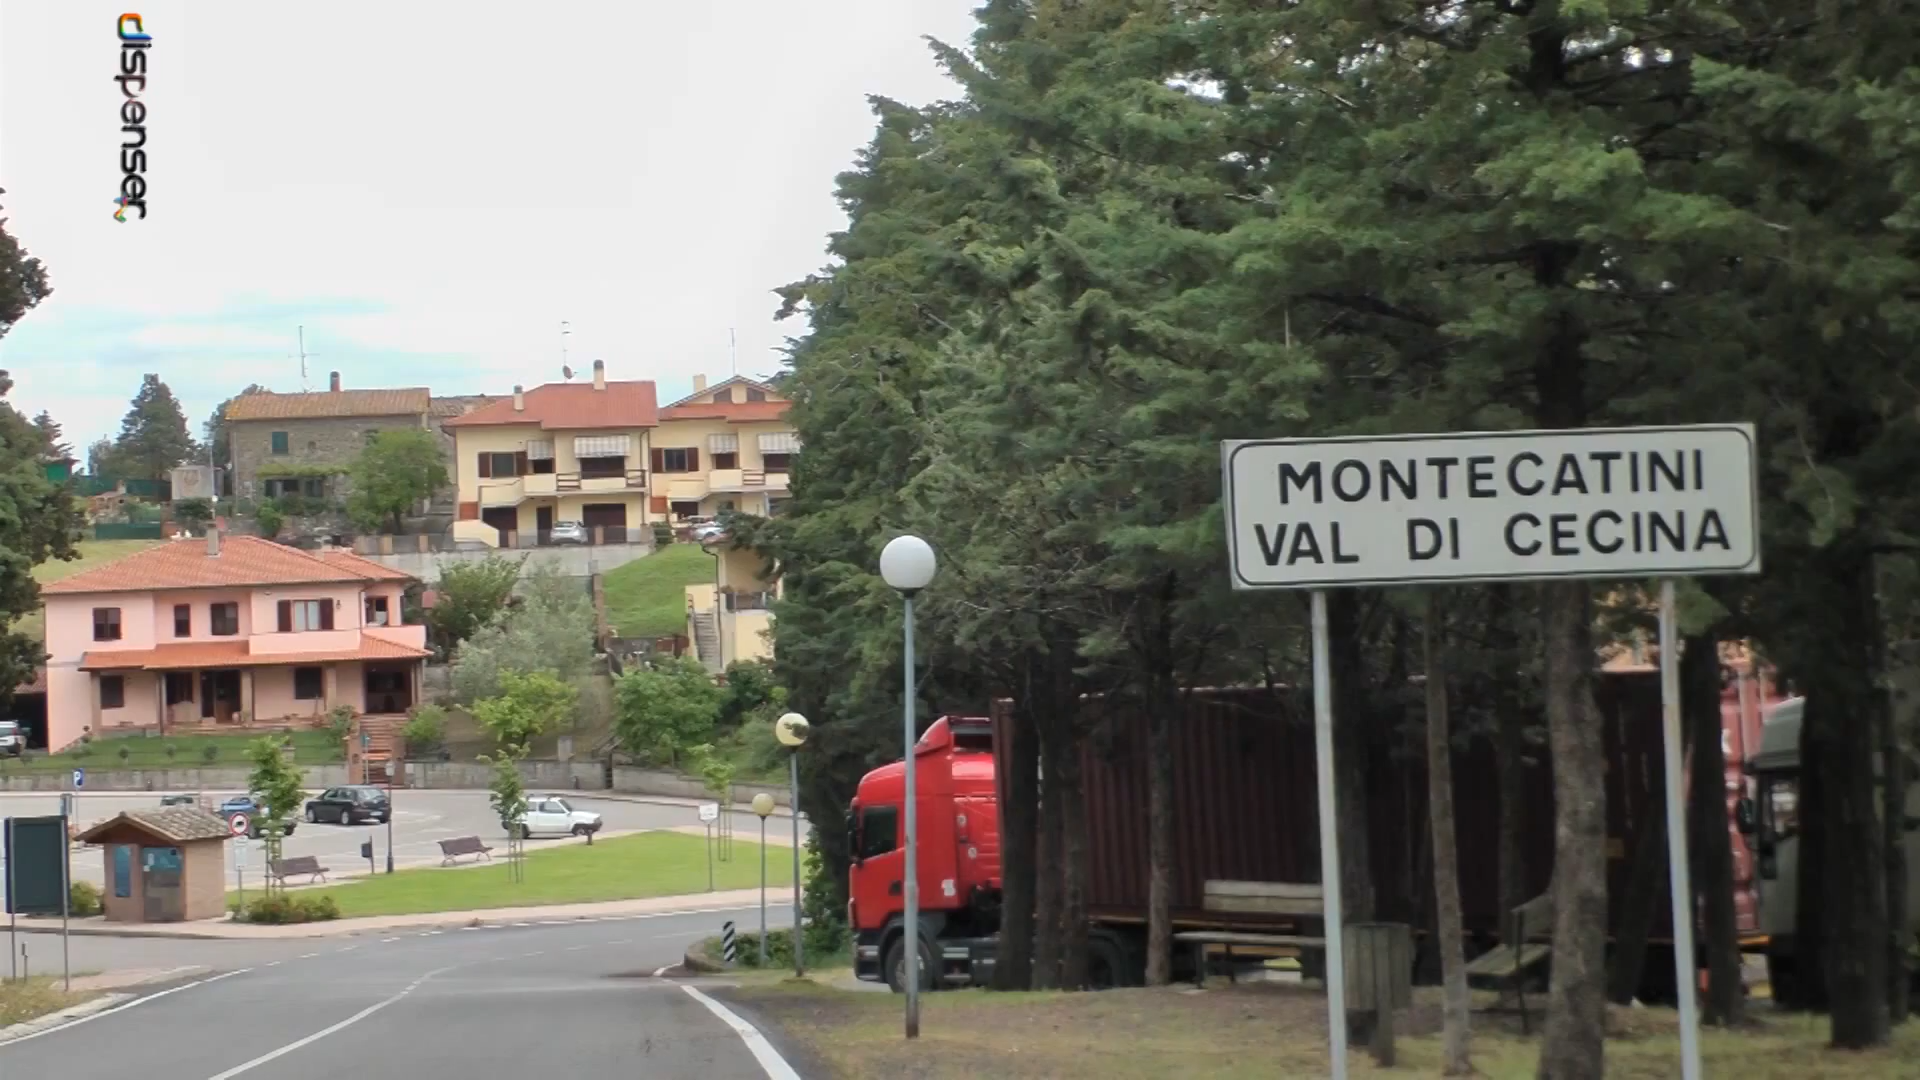 dispenser
MONTECATINI
VAL DI CECINA
P